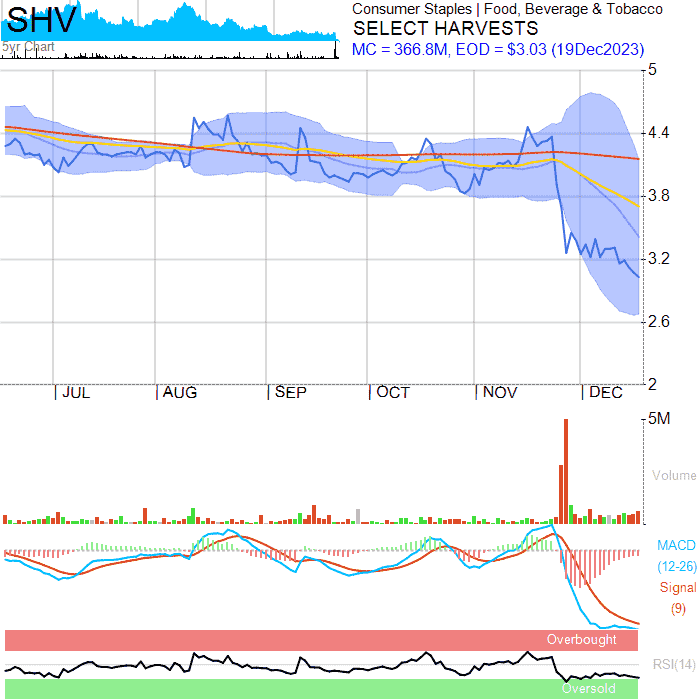 SHV
5yr Chart
Consumer Staples | Food, Beverage & Tobacco
SELECT HARVESTS
MC = 366.8M, EOD = $3.03 (19Dec2023)
5
4.4
3.8
3.2
2.6
2
JUL AUG SEP OCT NOV DEC
5M
Volume
MACD
(12-26)
Signal
(9)
Overbought
RSI(14)
Oversold